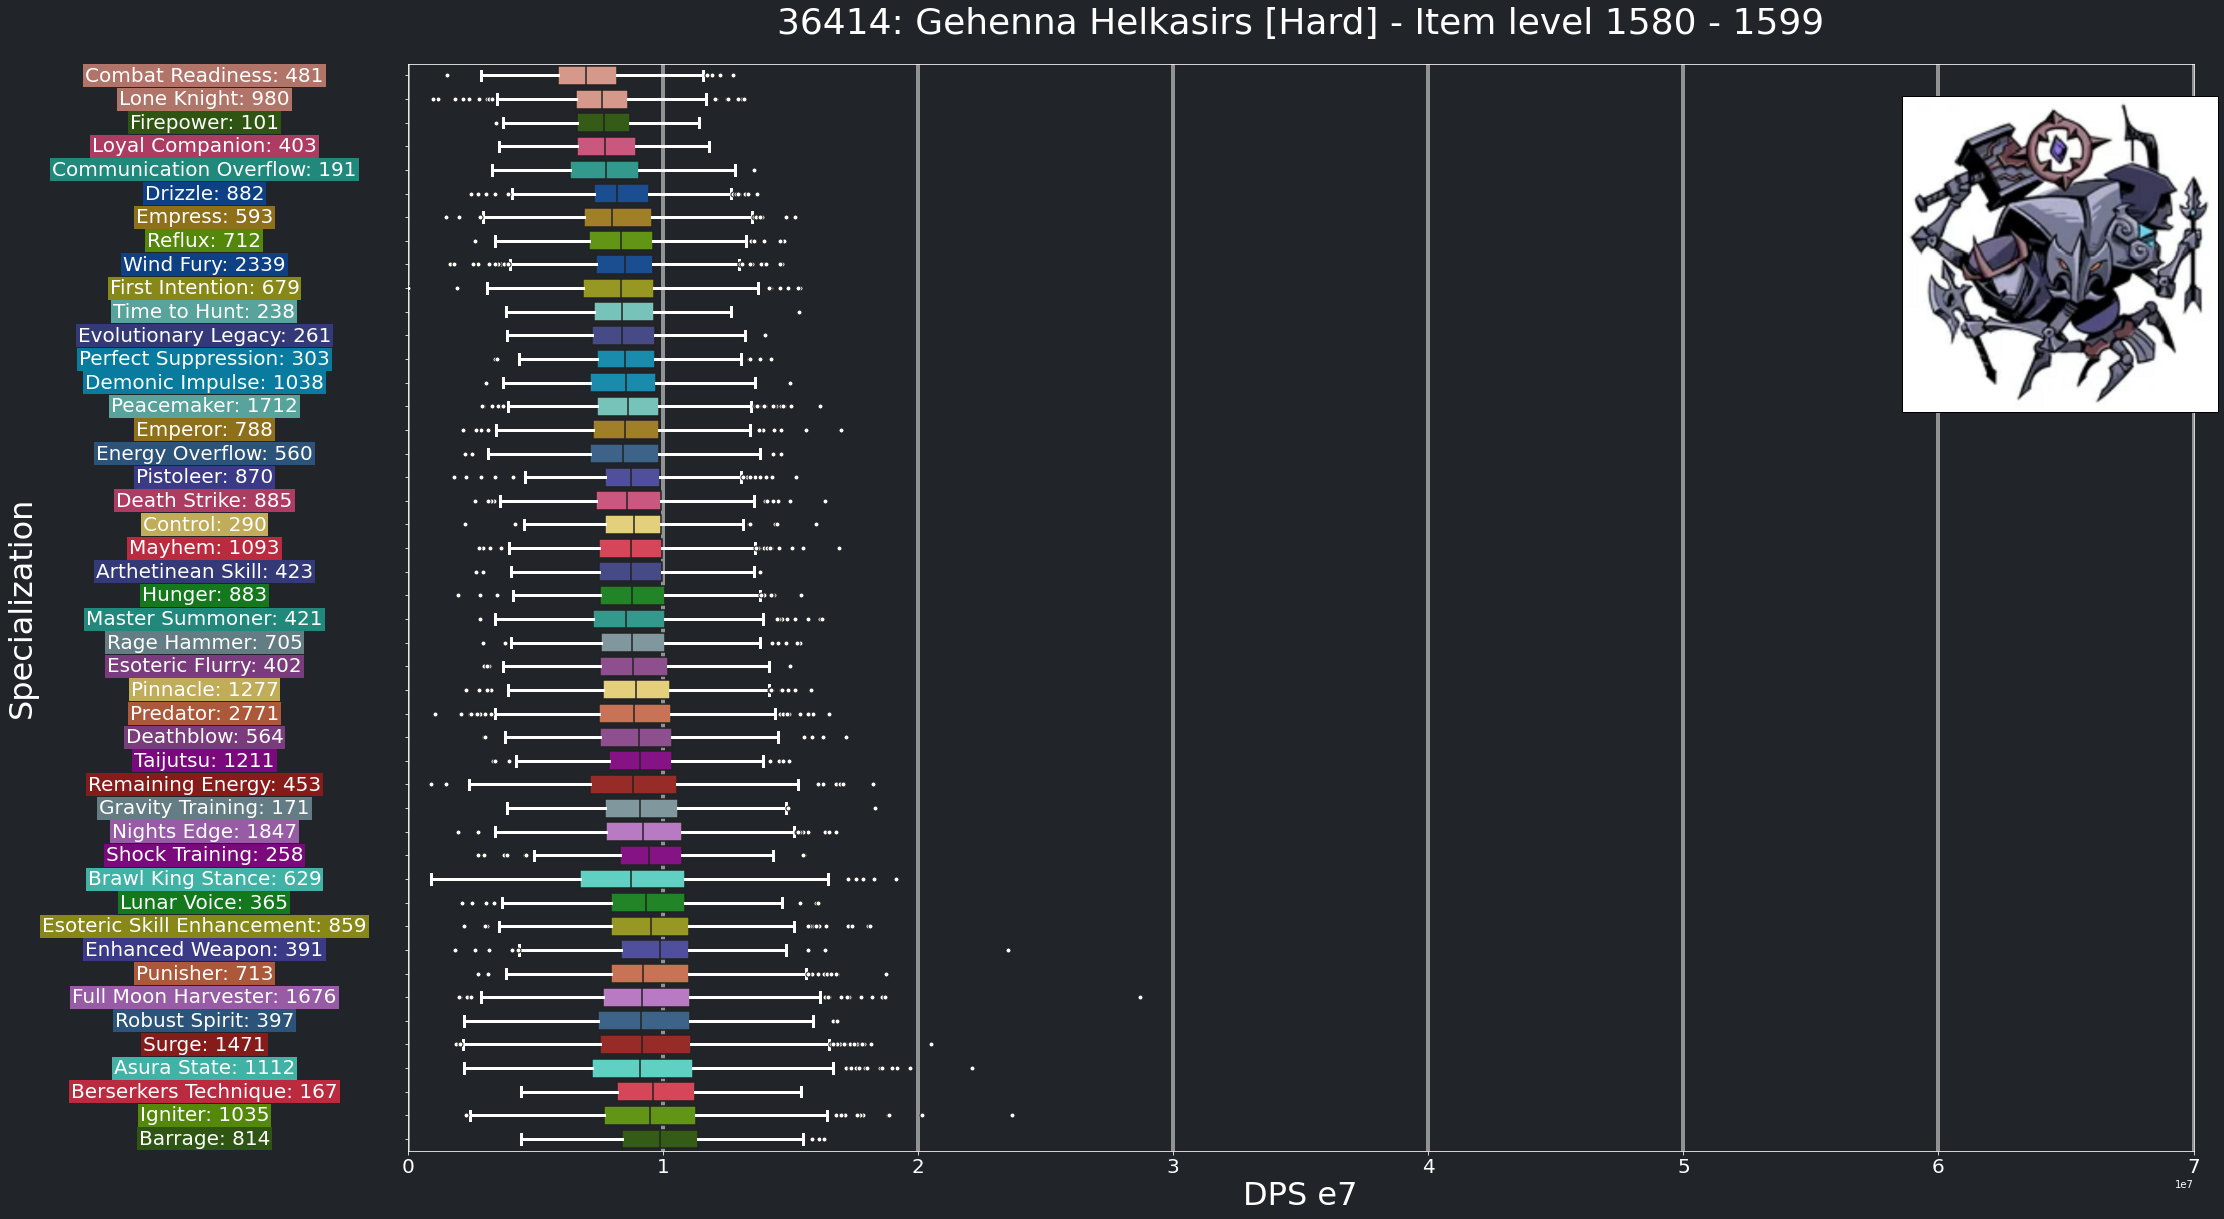 36414: Gehenna Helkasirs [Hard] - Item level 1580 - 1599
Specialization
Combat Readiness: 481
Lone Knight: 980
Firepower: 101
Loyal Companion: 403
Communication Overflow: 191
Drizzle: 882
Empress: 593
Reflux: 712
Wind Fury: 2339
First Intention: 679
Time to Hunt: 238
Evolutionary Legacy: 261
Perfect Suppression: 303
Demonic Impulse: 1038
Peacemaker: 1712
Emperor: 788
Energy Overflow: 560
Pistoleer: 870
Death Strike: 885
Control: 290
Mayhem: 1093
Arthetinean Skill: 423
Hunger: 883
Master Summoner: 421
Rage Hammer: 705
Esoteric Flurry: 402
Pinnacle: 1277
Predator: 2771
Deathblow: 564
Taijutsu: 1211
Remaining Energy: 453
Gravity Training: 171
Nights Edge: 1847
Shock Training: 258
Brawl King Stance: 629
Lunar Voice: 365
Esoteric Skill Enhancement: 859
Enhanced Weapon: 391
Punisher: 713
Full Moon Harvester: 1676
Robust Spirit: 397
Surge: 1471
Asura State: 1112
Berserkers Technique: 167
Igniter: 1035
Barrage: 814
0 1 2 3 4 5 6 7
1e7
DPS e7